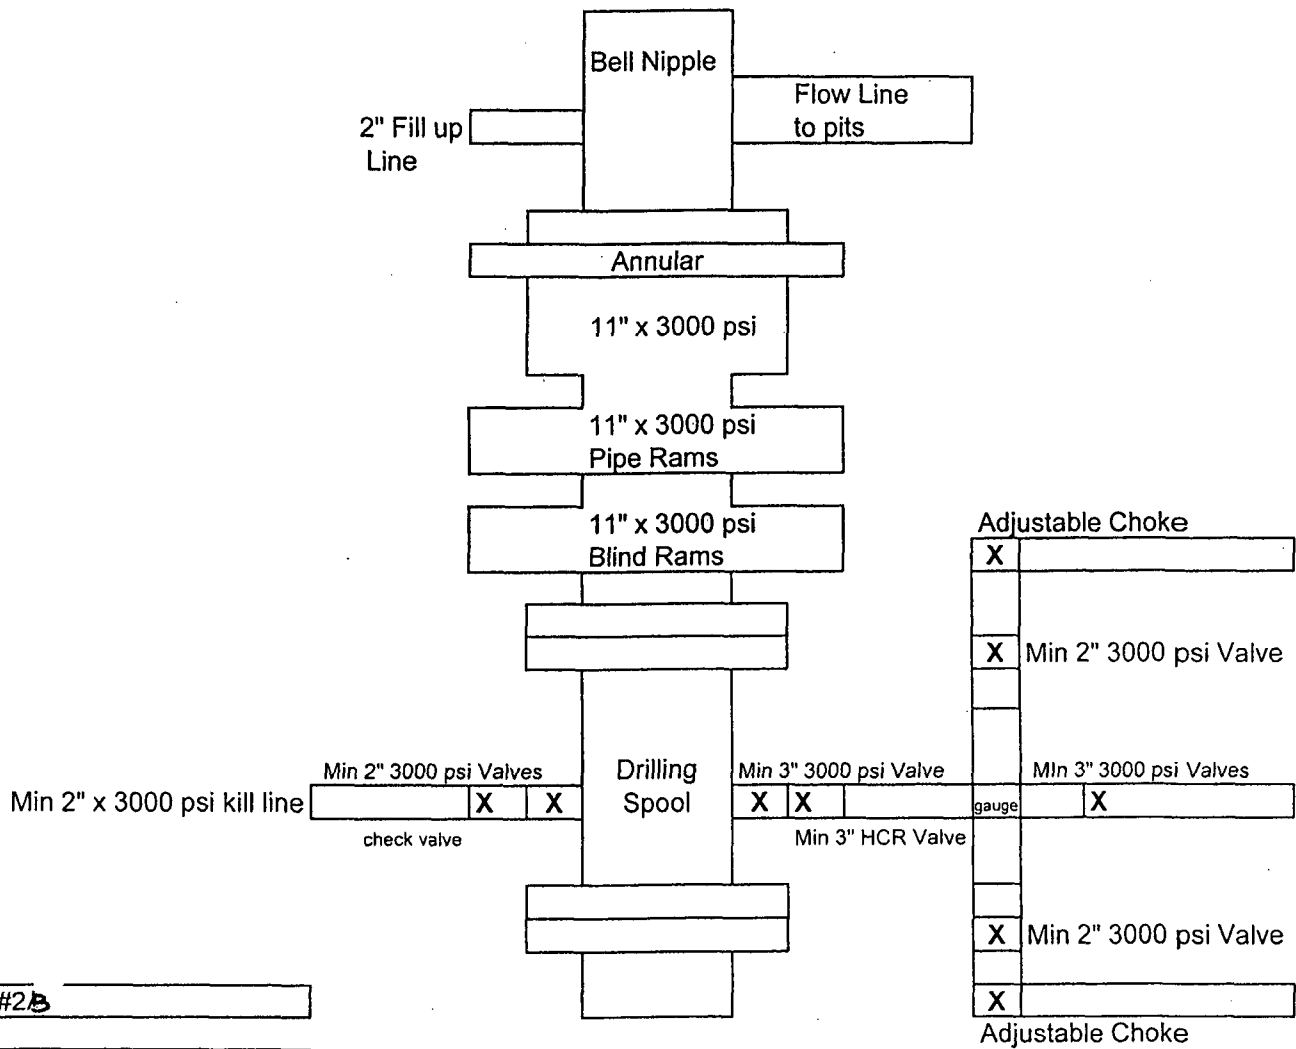 Bell Nipple
Flow Line
to pits
2" Fill up
Line
Annular
11" x 3000 psi
11" x 3000 psi
Pipe Rams
11" x 3000 psi
Blind Rams
Adjustable Choke
X
X Min 2" 3000 psi Valve
Min 2" 3000 psi Valves
Drilling
Spool
Min 3" 3000 psi Valve
MIn 3" 3000 psi Valves
Min 2" x 3000 psi kill line
X X
X X
gauge
X
check valve
Min 3" HCR Valve
X Min 2" 3000 psi Valve
#2B
X
Adjustable Choke